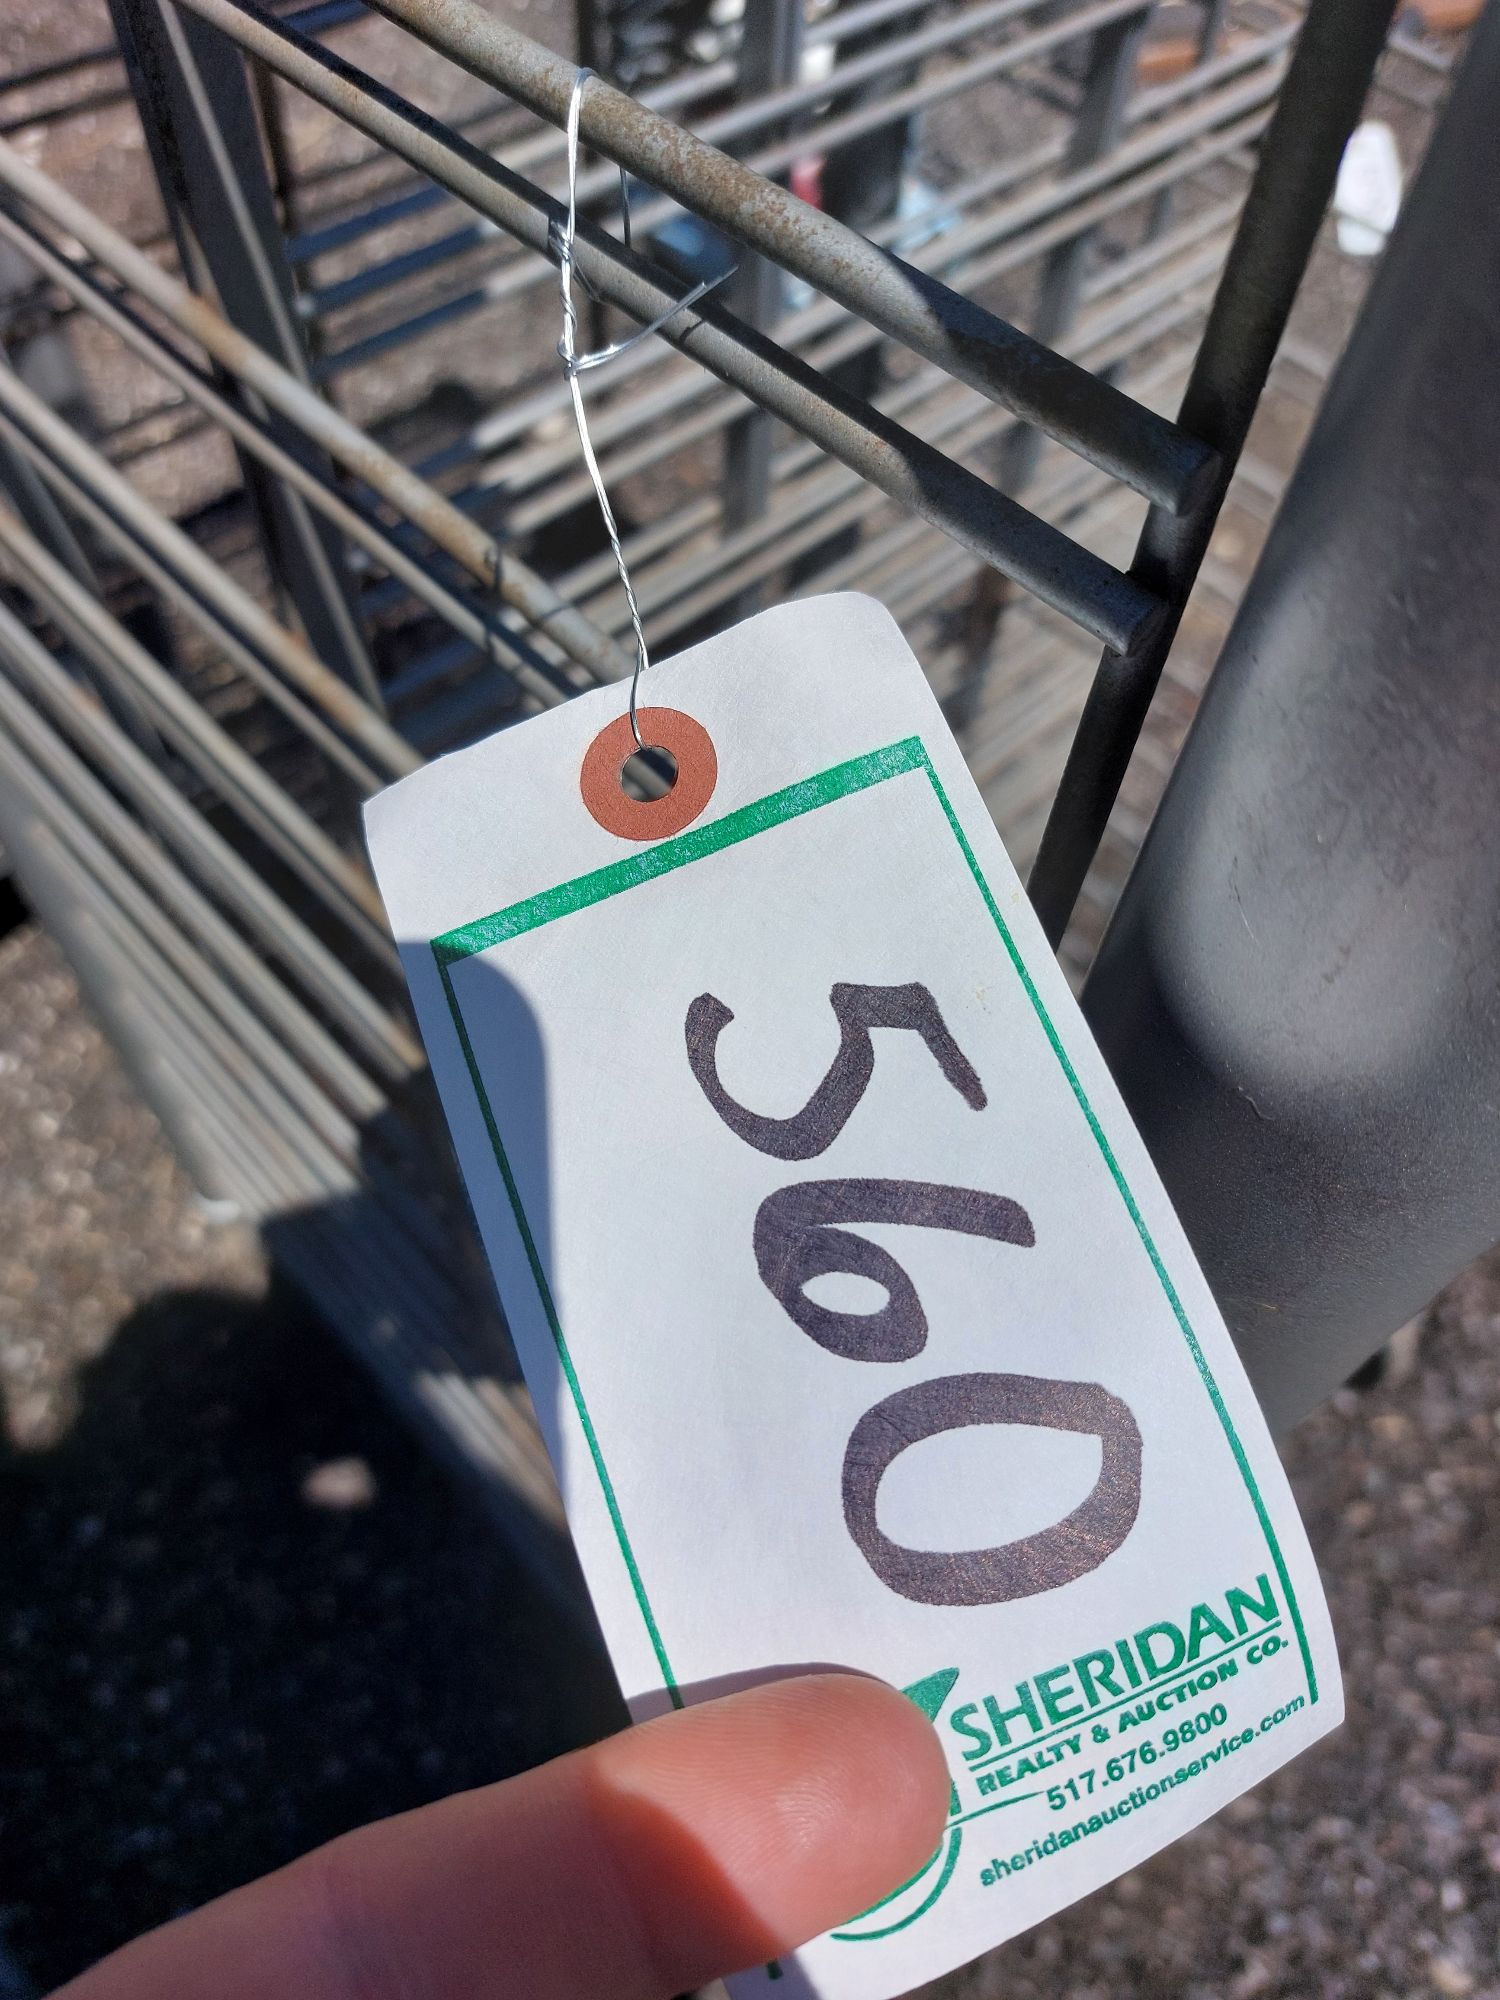 560
SHERIDAN
REALTY & AUCTION CO.
517.676.9800
sheridanauctionservice.com